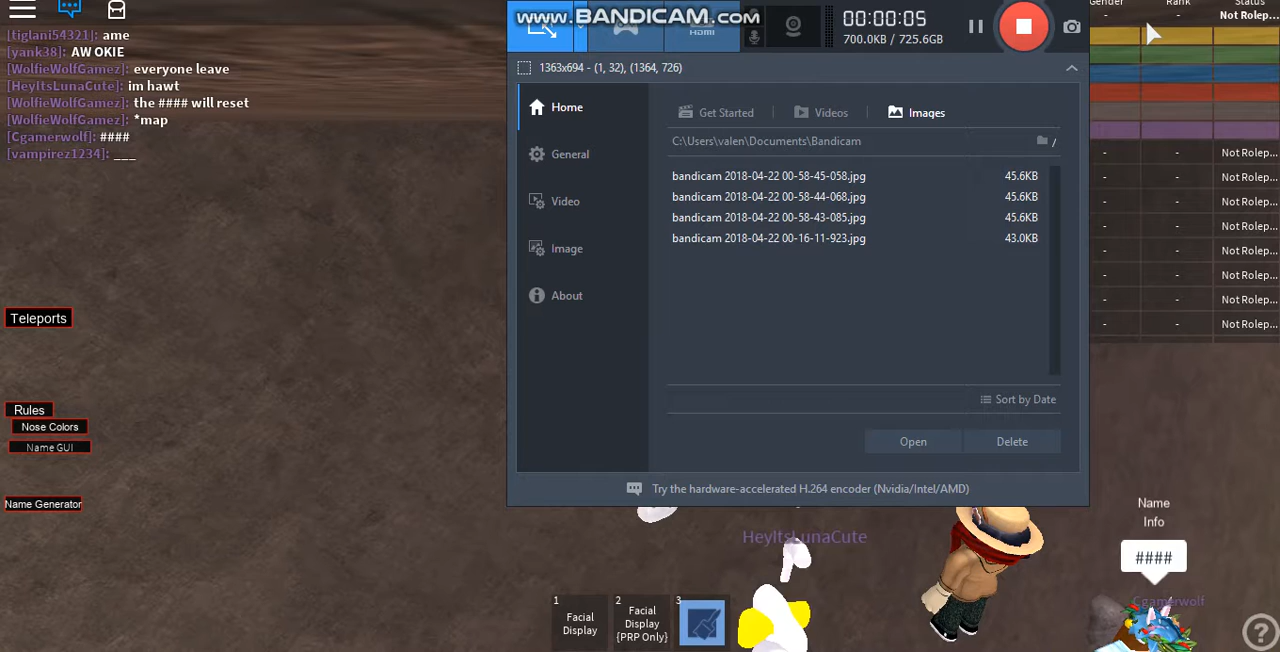 [tiglani54321]: ame
[yank38]: AW OKIE
[WolfieWolfGamez]: everyone leave
[HeyItsLunaCute]: im hawt
[WolfieWolfGamez]: the #### will reset
[WolfieWolfGamez]: *map
[Cgamerwolf]: ####
[vampirez1234]: ___
Teleports
Rules
Nose Colors
Name GUI
Name Generator
www.BANDICAM.com
HDMI
00:00:05
700.0KB / 725.6GB
1363x694 - (1, 32), (1364, 726)
Home
General
Video
Image
About
Get Started
Videos
Images
C:\Users\valen\Documents\Bandicam
/
bandicam 2018-04-22 00-58-45-058.jpg 45.6KB
bandicam 2018-04-22 00-58-44-068.jpg 45.6KB
bandicam 2018-04-22 00-58-43-085.jpg 45.6KB
bandicam 2018-04-22 00-16-11-923.jpg 43.0KB
Sort by Date
Open
Delete
Try the hardware-accelerated H.264 encoder (Nvidia/Intel/AMD)
Gender Rank Status
- - Not Rolep...
Not Rolep...
- - Not Rolep...
- - Not Rolep...
- - Not Rolep...
- - Not Rolep...
- - Not Rolep...
- - Not Rolep...
- - Not Rolep...
HeyItsLunaCute
Name
Info
####
Cgamerwolf
1
Facial
Display
2
Facial
Display
{PRP Only}
3
?